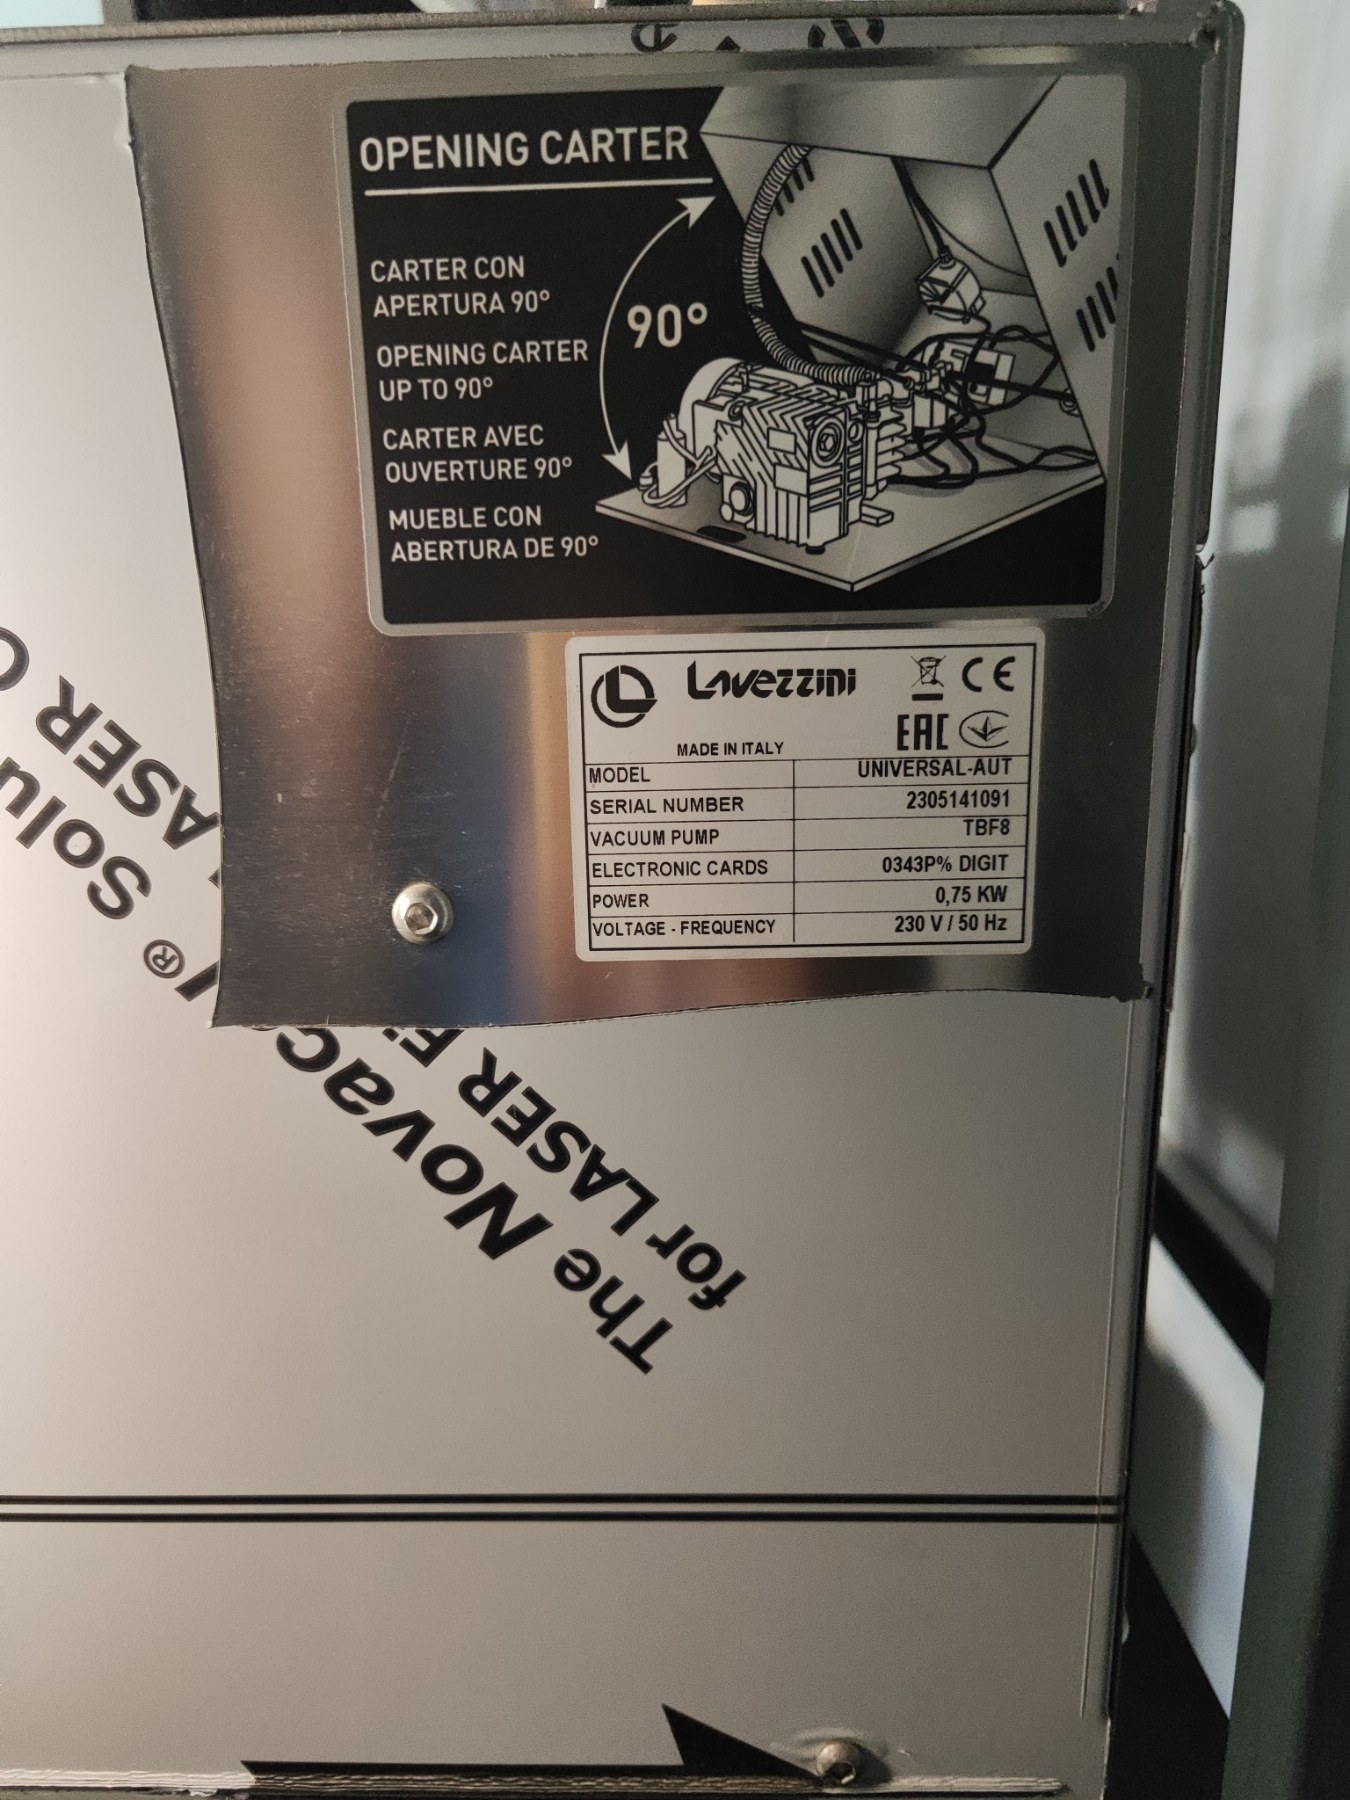 OPENING CARTER
CARTER CON
APERTURA 90°
OPENING CARTER
UP TO 90°
CARTER AVEC
OUVERTURE 90°
MUEBLE CON
ABERTURA DE 90°
90°
Lavezzini
CE
EAC
MADE IN ITALY
MODEL UNIVERSAL-AUT
SERIAL NUMBER 2305141091
VACUUM PUMP TBF8
ELECTRONIC CARDS 0343P% DIGIT
POWER 0,75 KW
VOLTAGE - FREQUENCY 230 V / 50 Hz
The Novac
® Solu
for LASER
LASER